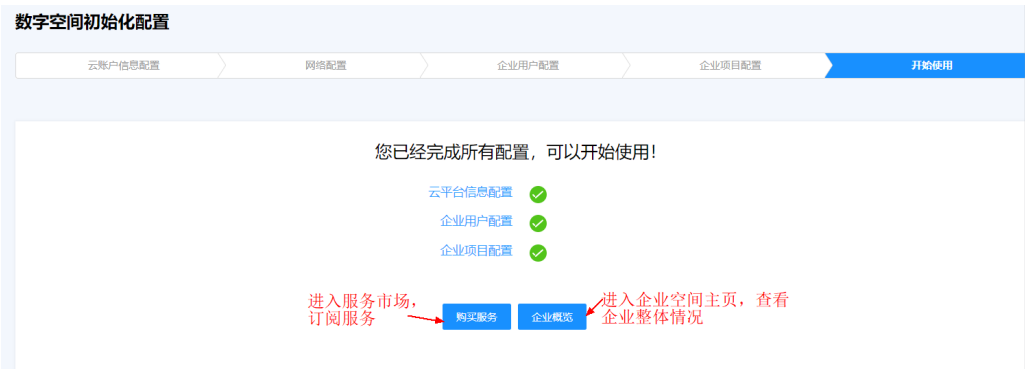 数字空间初始化配置
云账户信息配置
网络配置
企业用户配置
企业项目配置
开始使用
您已经完成所有配置，可以开始使用！
云平台信息配置
企业用户配置
企业项目配置
进入服务市场，
订阅服务
购买服务
企业概览
进入企业空间主页，查看
企业整体情况